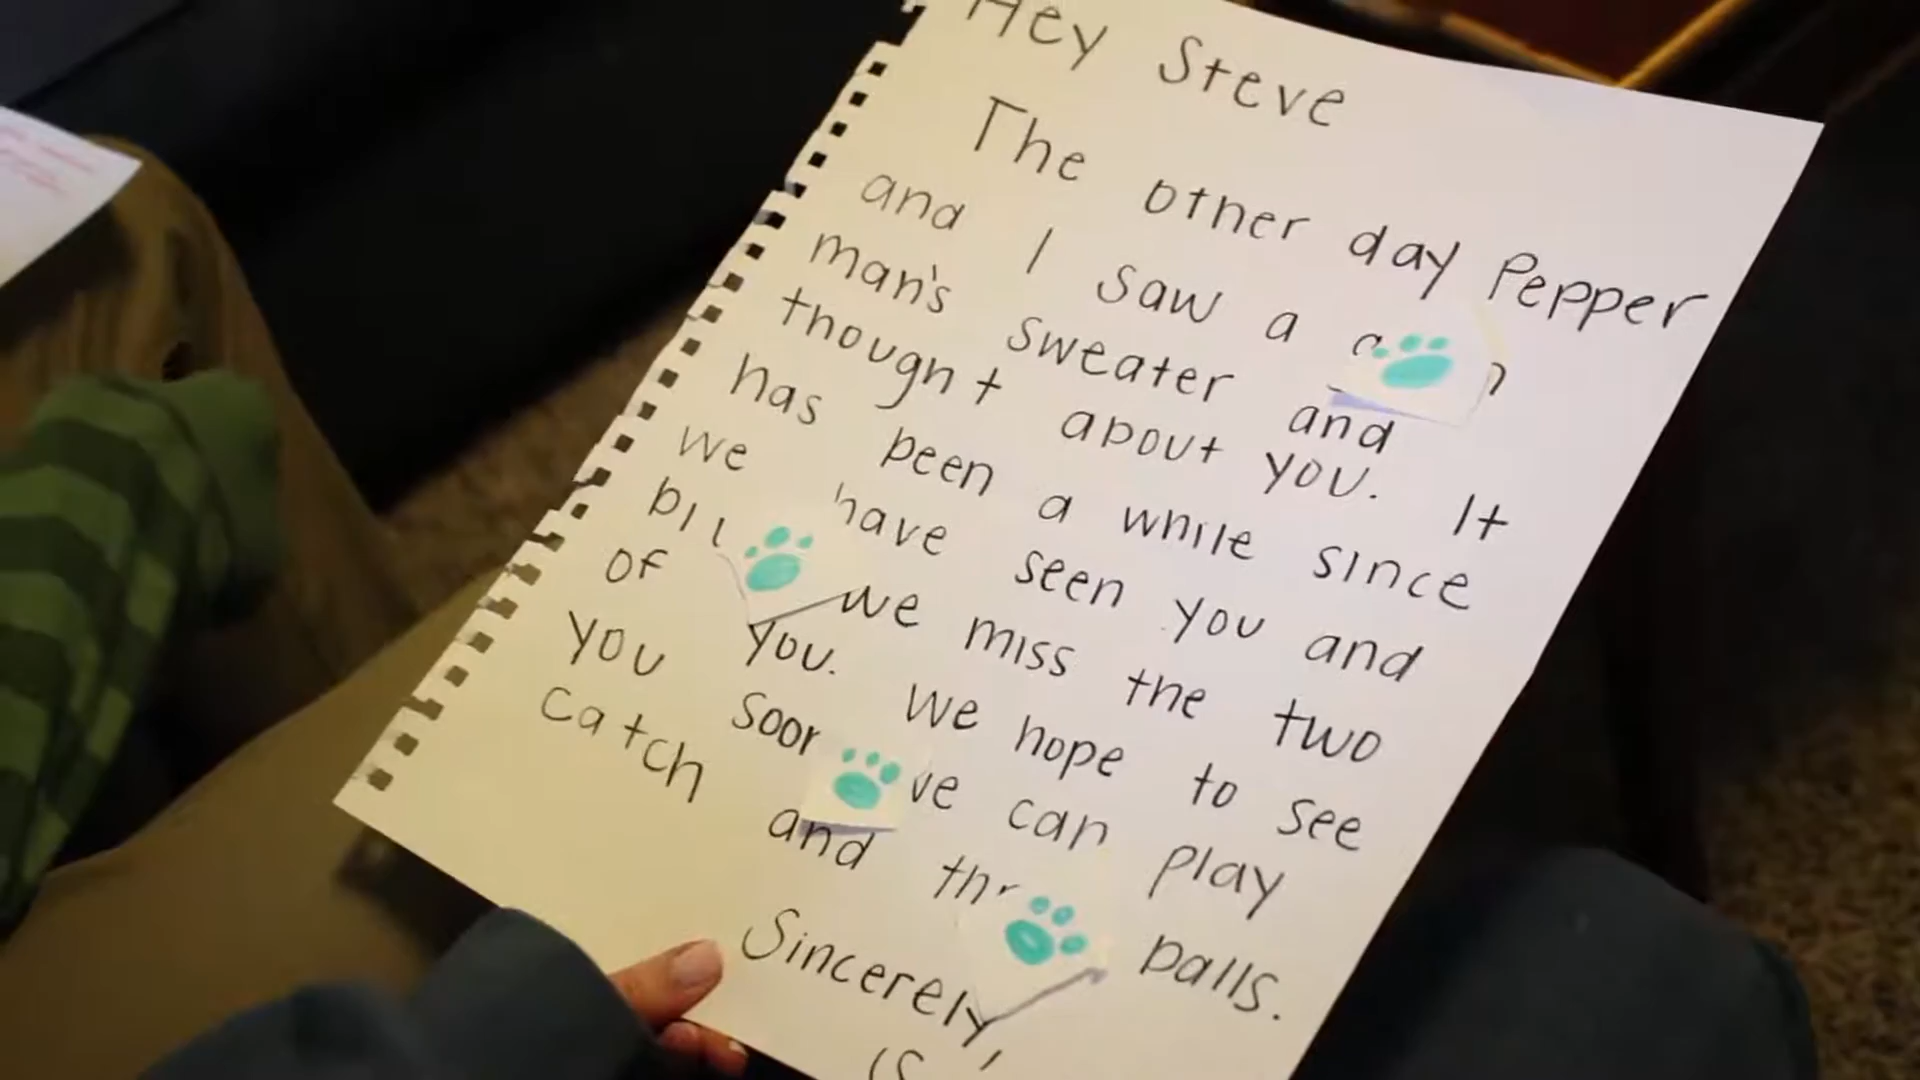 Hey Steve
The other day Pepper
and I saw a
man's sweater and
thought about you. It
has been a while since
we have seen you and
we miss the two
of you. We hope to see
you soon we can play
catch and balls.
Sincerely,